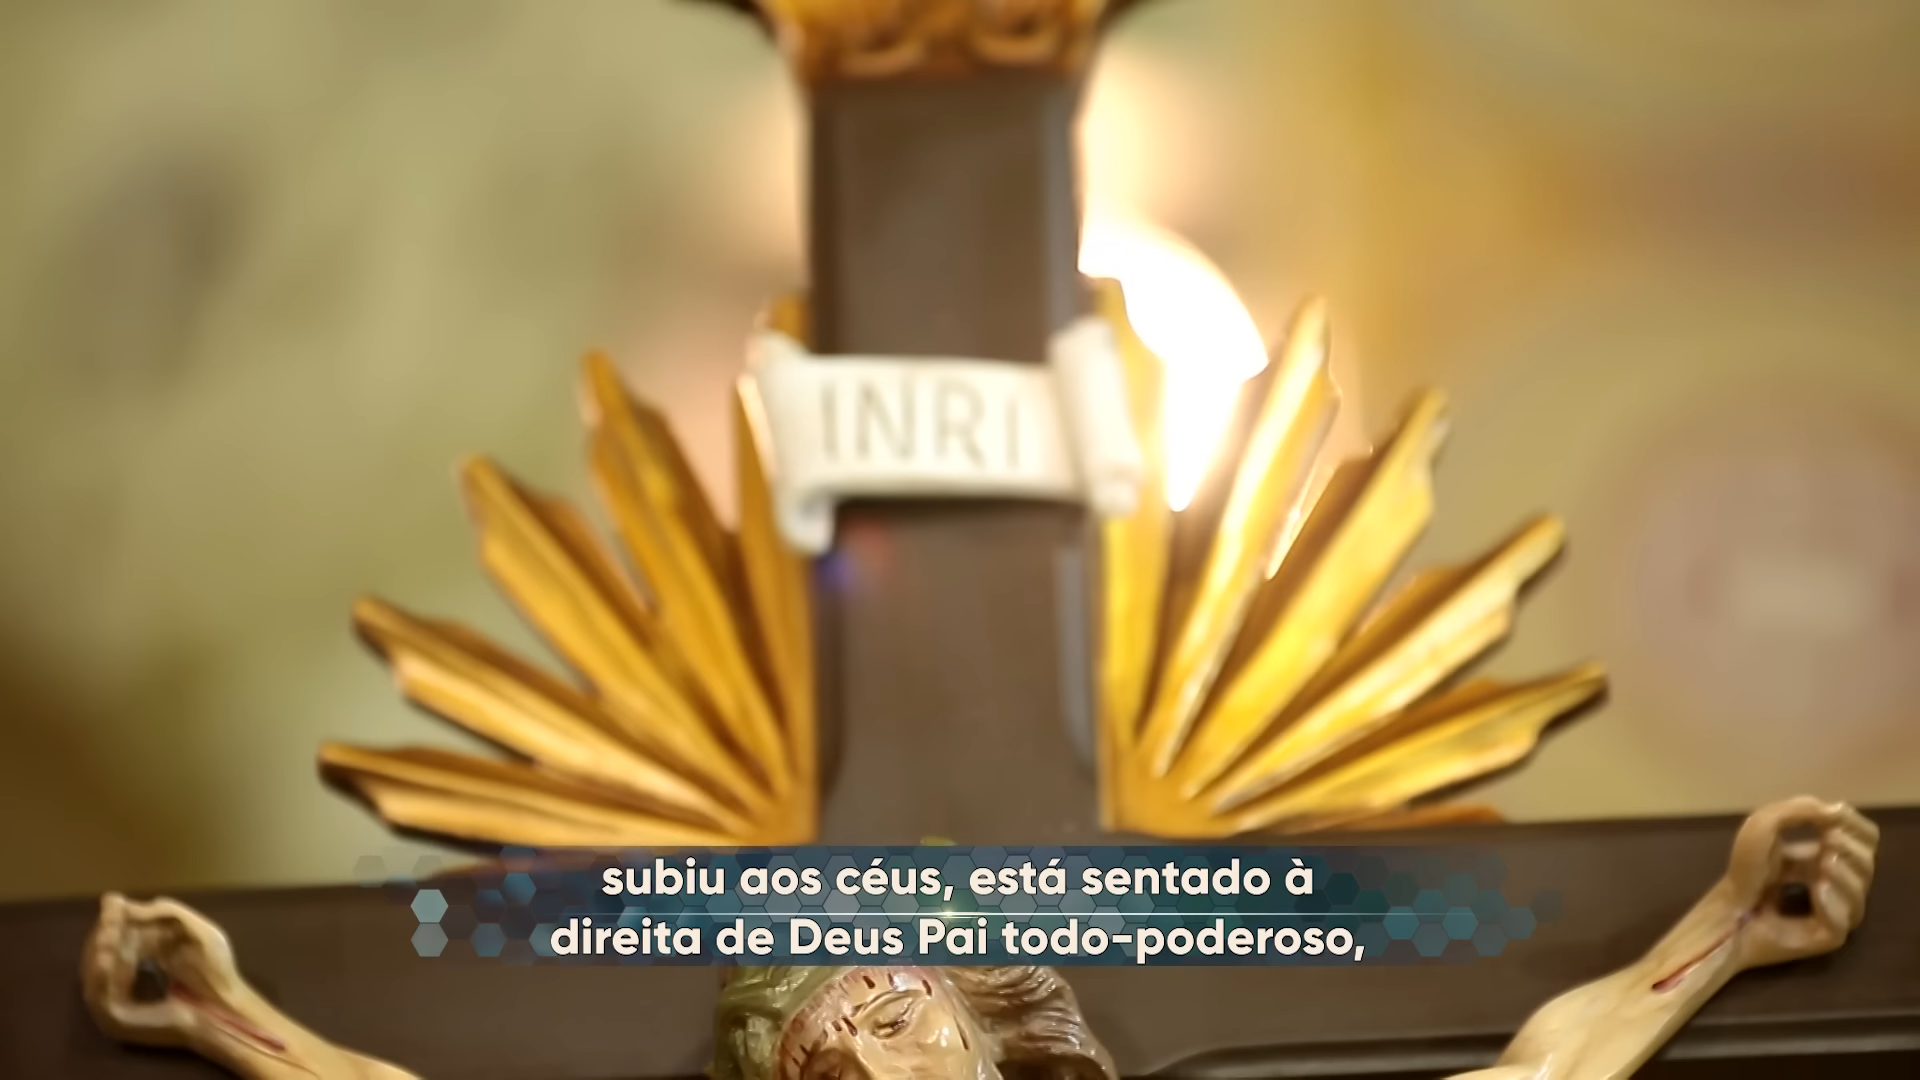 INRI
subiu aos céus, está sentado à
direita de Deus Pai todo-poderoso,